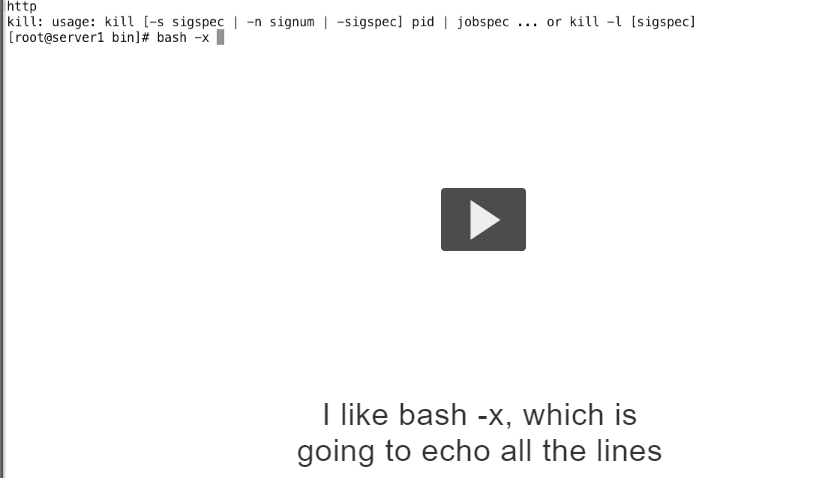 http
kill: usage: kill [-s sigspec | -n signum | -sigspec] pid | jobspec ... or kill -l [sigspec]
[root@server1 bin]# bash -x
I like bash -x, which is
going to echo all the lines